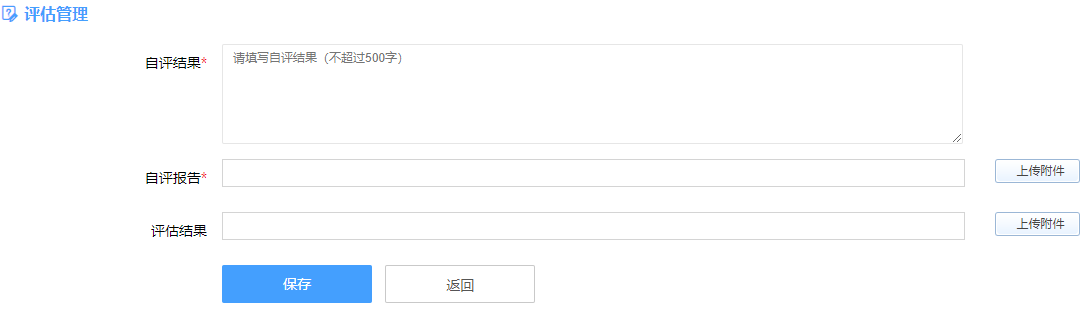 评估管理
自评结果* 请填写自评结果（不超过500字）
自评报告* 上传附件
评估结果 上传附件
保存 返回